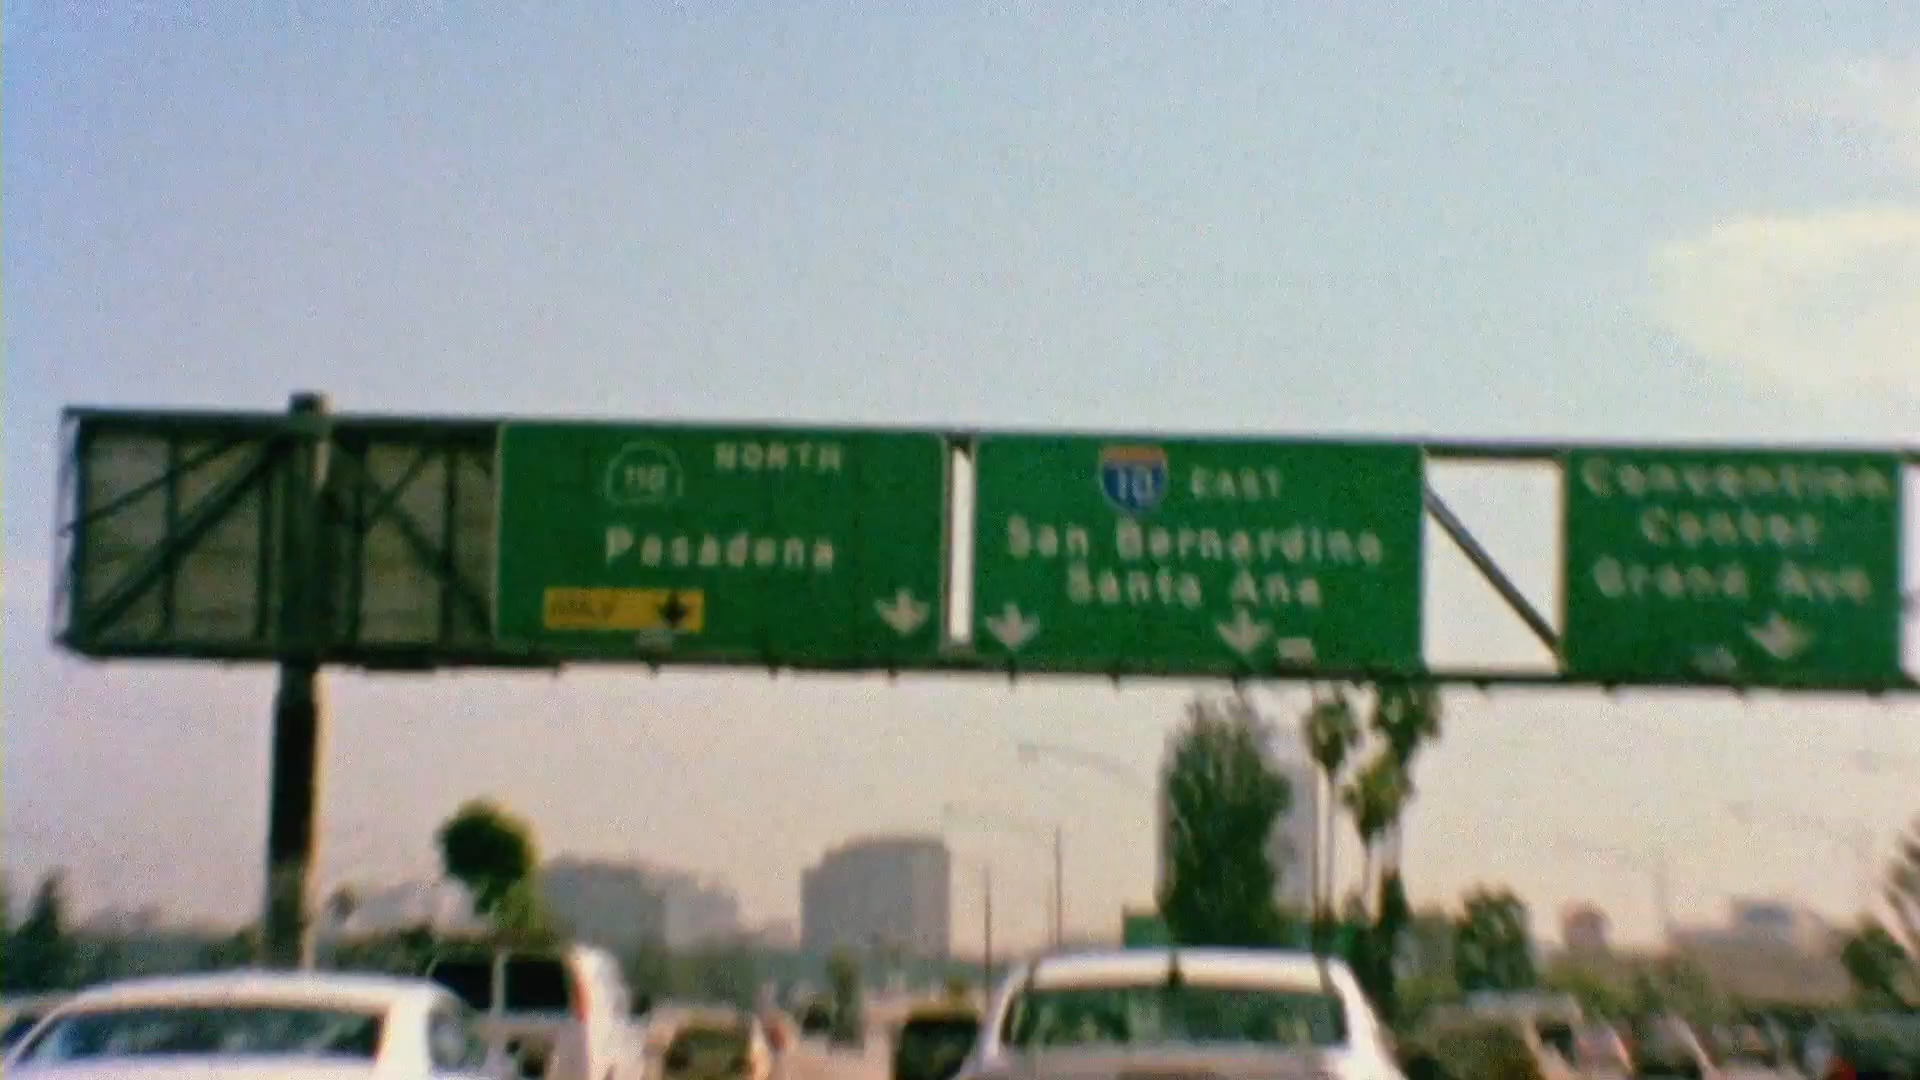 110 NORTH
Pasadena
ONLY
10 EAST
San Bernardino
Santa Ana
Convention
Center
Grand Ave